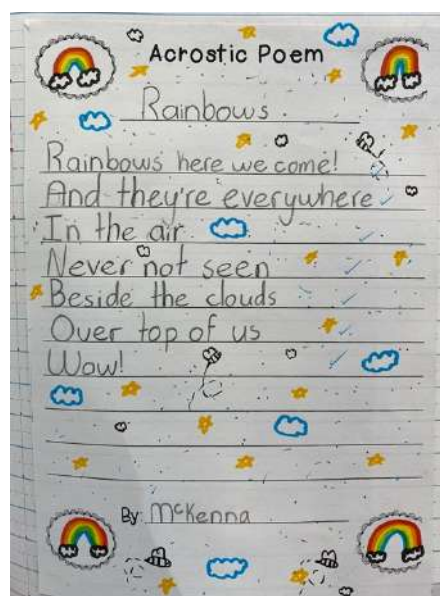 Acrostic Poem
Rainbows
Rainbows here we come!
And they're everywhere
In the air
Never not seen
Beside the clouds
Over top of us
Wow!
By: McKenna